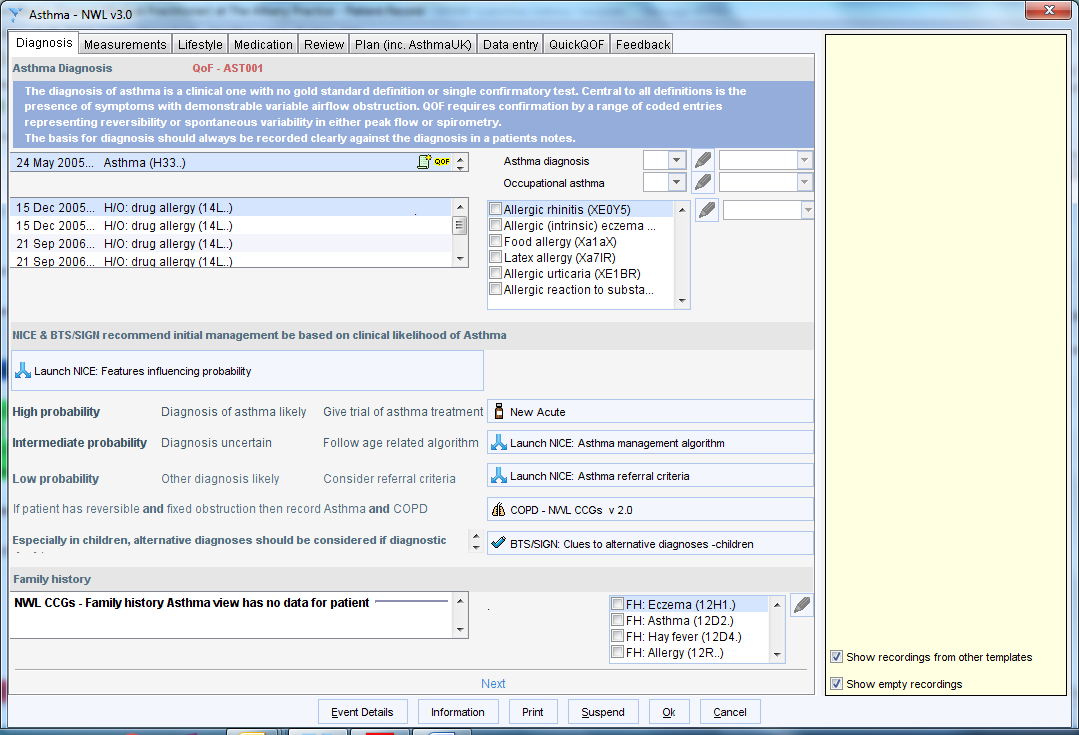 Asthma - NWL v3.0
Diagnosis Measurements Lifestyle Medication Review Plan (inc. AsthmaUK) Data entry QuickQOF Feedback
Asthma Diagnosis QoF - AST001
The diagnosis of asthma is a clinical one with no gold standard definition or single confirmatory test. Central to all definitions is the
presence of symptoms with demonstrable variable airflow obstruction. QOF requires confirmation by a range of coded entries
representing reversibility or spontaneous variability in either peak flow or spirometry.
The basis for diagnosis should always be recorded clearly against the diagnosis in a patients notes.
24 May 2005... Asthma (H33..) QOF
Asthma diagnosis
Occupational asthma
15 Dec 2005... H/O: drug allergy (14L..)
15 Dec 2005... H/O: drug allergy (14L..)
21 Sep 2006... H/O: drug allergy (14L..)
21 Sep 2006... H/O: drug allergy (14L..)
Allergic rhinitis (XE0Y5)
Allergic (intrinsic) eczema ...
Food allergy (Xa1aX)
Latex allergy (Xa7IR)
Allergic urticaria (XE1BR)
Allergic reaction to substa...
NICE & BTS/SIGN recommend initial management be based on clinical likelihood of Asthma
Launch NICE: Features influencing probability
High probability Diagnosis of asthma likely Give trial of asthma treatment New Acute
Intermediate probability Diagnosis uncertain Follow age related algorithm Launch NICE: Asthma management algorithm
Low probability Other diagnosis likely Consider referral criteria Launch NICE: Asthma referral criteria
If patient has reversible and fixed obstruction then record Asthma and COPD COPD - NWL CCGs v 2.0
Especially in children, alternative diagnoses should be considered if diagnostic BTS/SIGN: Clues to alternative diagnoses -children
Family history
NWL CCGs - Family history Asthma view has no data for patient
FH: Eczema (12H1.)
FH: Asthma (12D2.)
FH: Hay fever (12D4.)
FH: Allergy (12R..)
Show recordings from other templates
Show empty recordings
Next
Event Details Information Print Suspend Ok Cancel